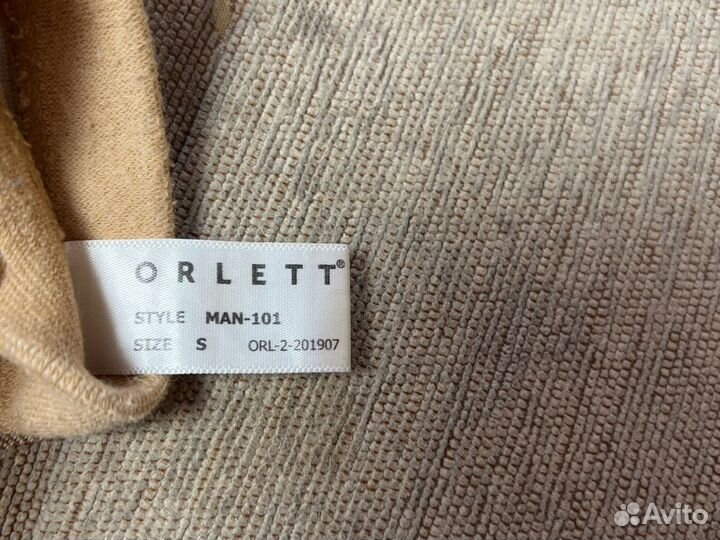 ORLETT®
STYLE MAN-101
SIZE S ORL-2-201907
Avito